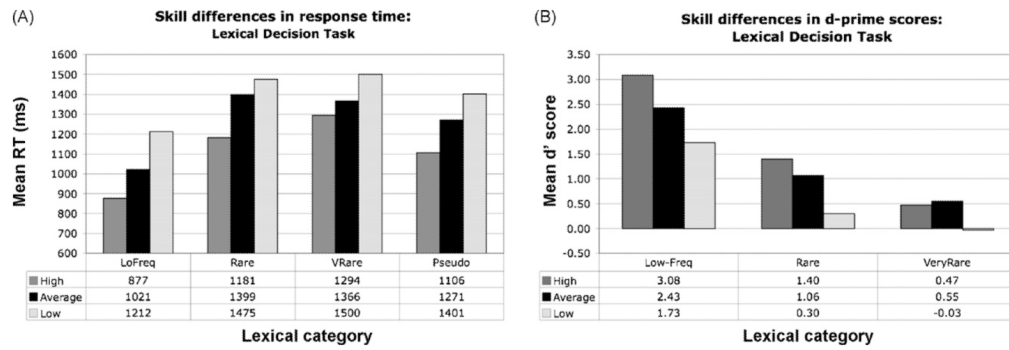 (A)
Skill differences in response time:
Lexical Decision Task
Mean RT (ms)
1600
1500
1400
1300
1200
1100
1000
900
800
700
600
LoFreq Rare VRare Pseudo
High 877 1181 1294 1106
Average 1021 1399 1366 1271
Low 1212 1475 1500 1401
Lexical category
(B)
Skill differences in d-prime scores:
Lexical Decision Task
Mean d' score
3.50
3.00
2.50
2.00
1.50
1.00
0.50
0.00
-0.50
Low-Freq Rare VeryRare
High 3.08 1.40 0.47
Average 2.43 1.06 0.55
Low 1.73 0.30 -0.03
Lexical category